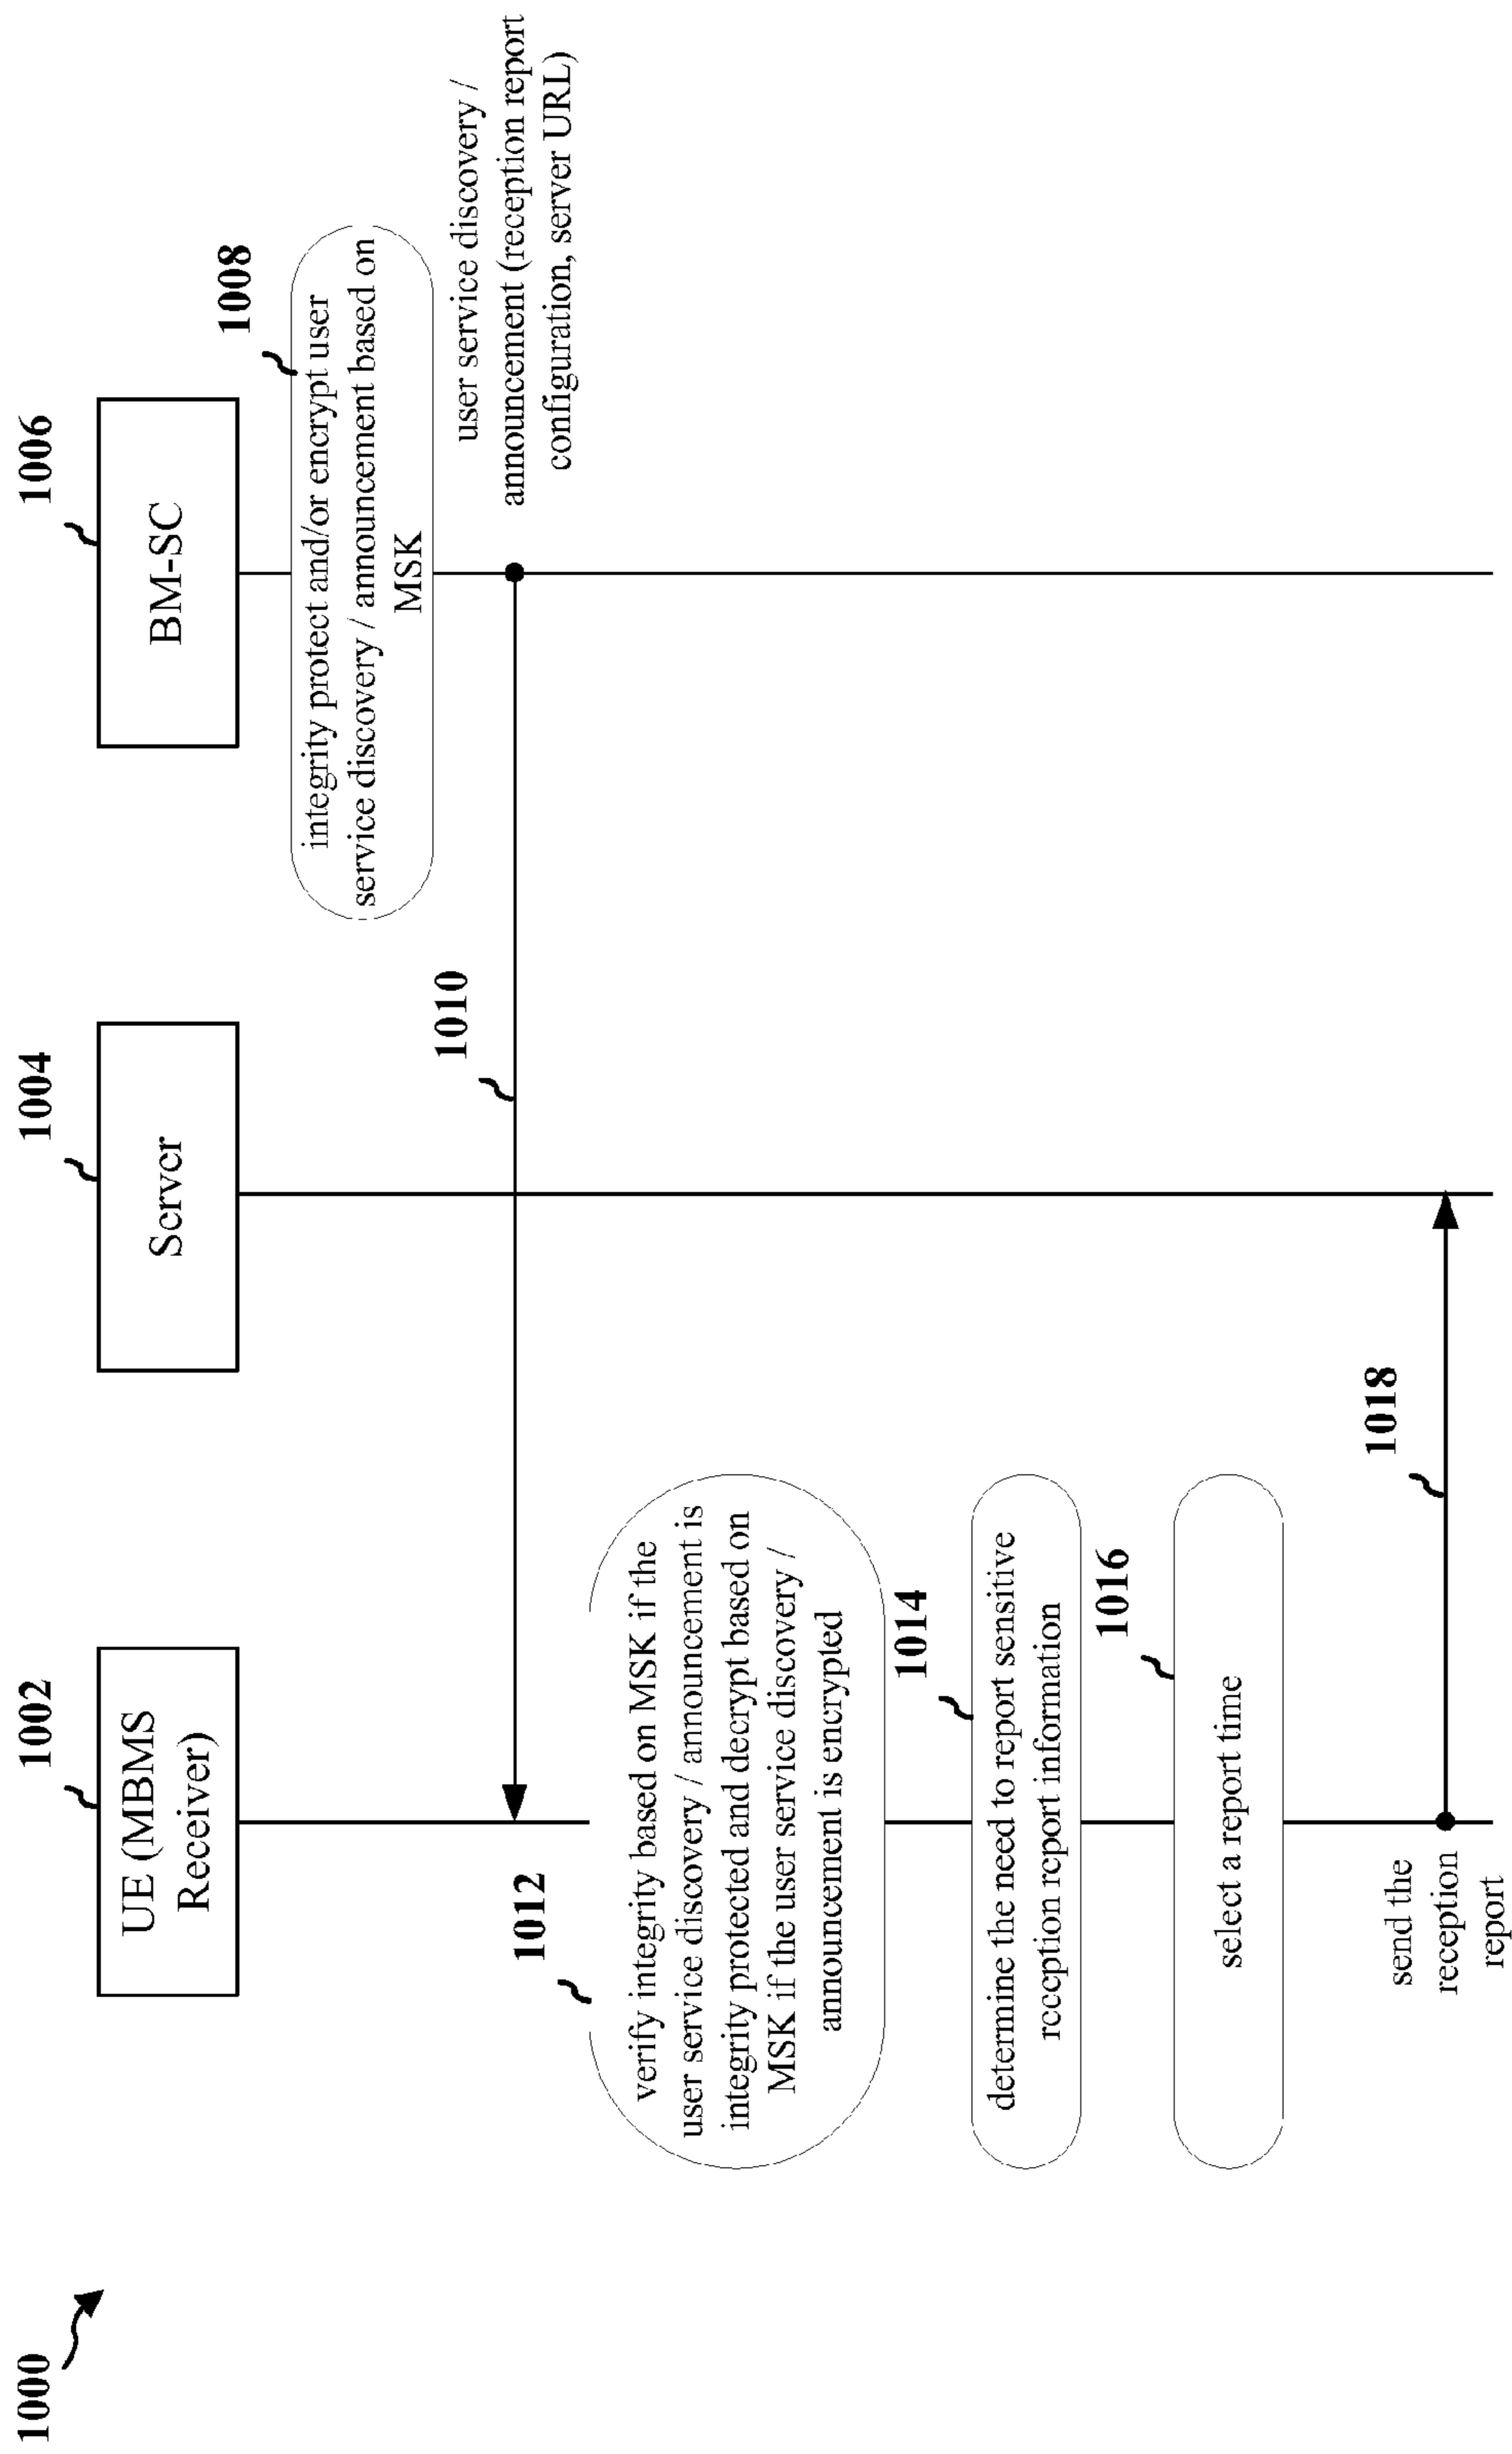 1000
1002
UE (MBMS
Receiver)
1004
Server
1006
BM-SC
1008
integrity protect and/or encrypt user
service discovery / announcement based on
MSK
1010
user service discovery /
announcement (reception report
configuration, server URL)
1012
verify integrity based on MSK if the
user service discovery / announcement is
integrity protected and decrypt based on
MSK if the user service discovery /
announcement is encrypted
1014
determine the need to report sensitive
reception report information
1016
select a report time
1018
send the
reception
report